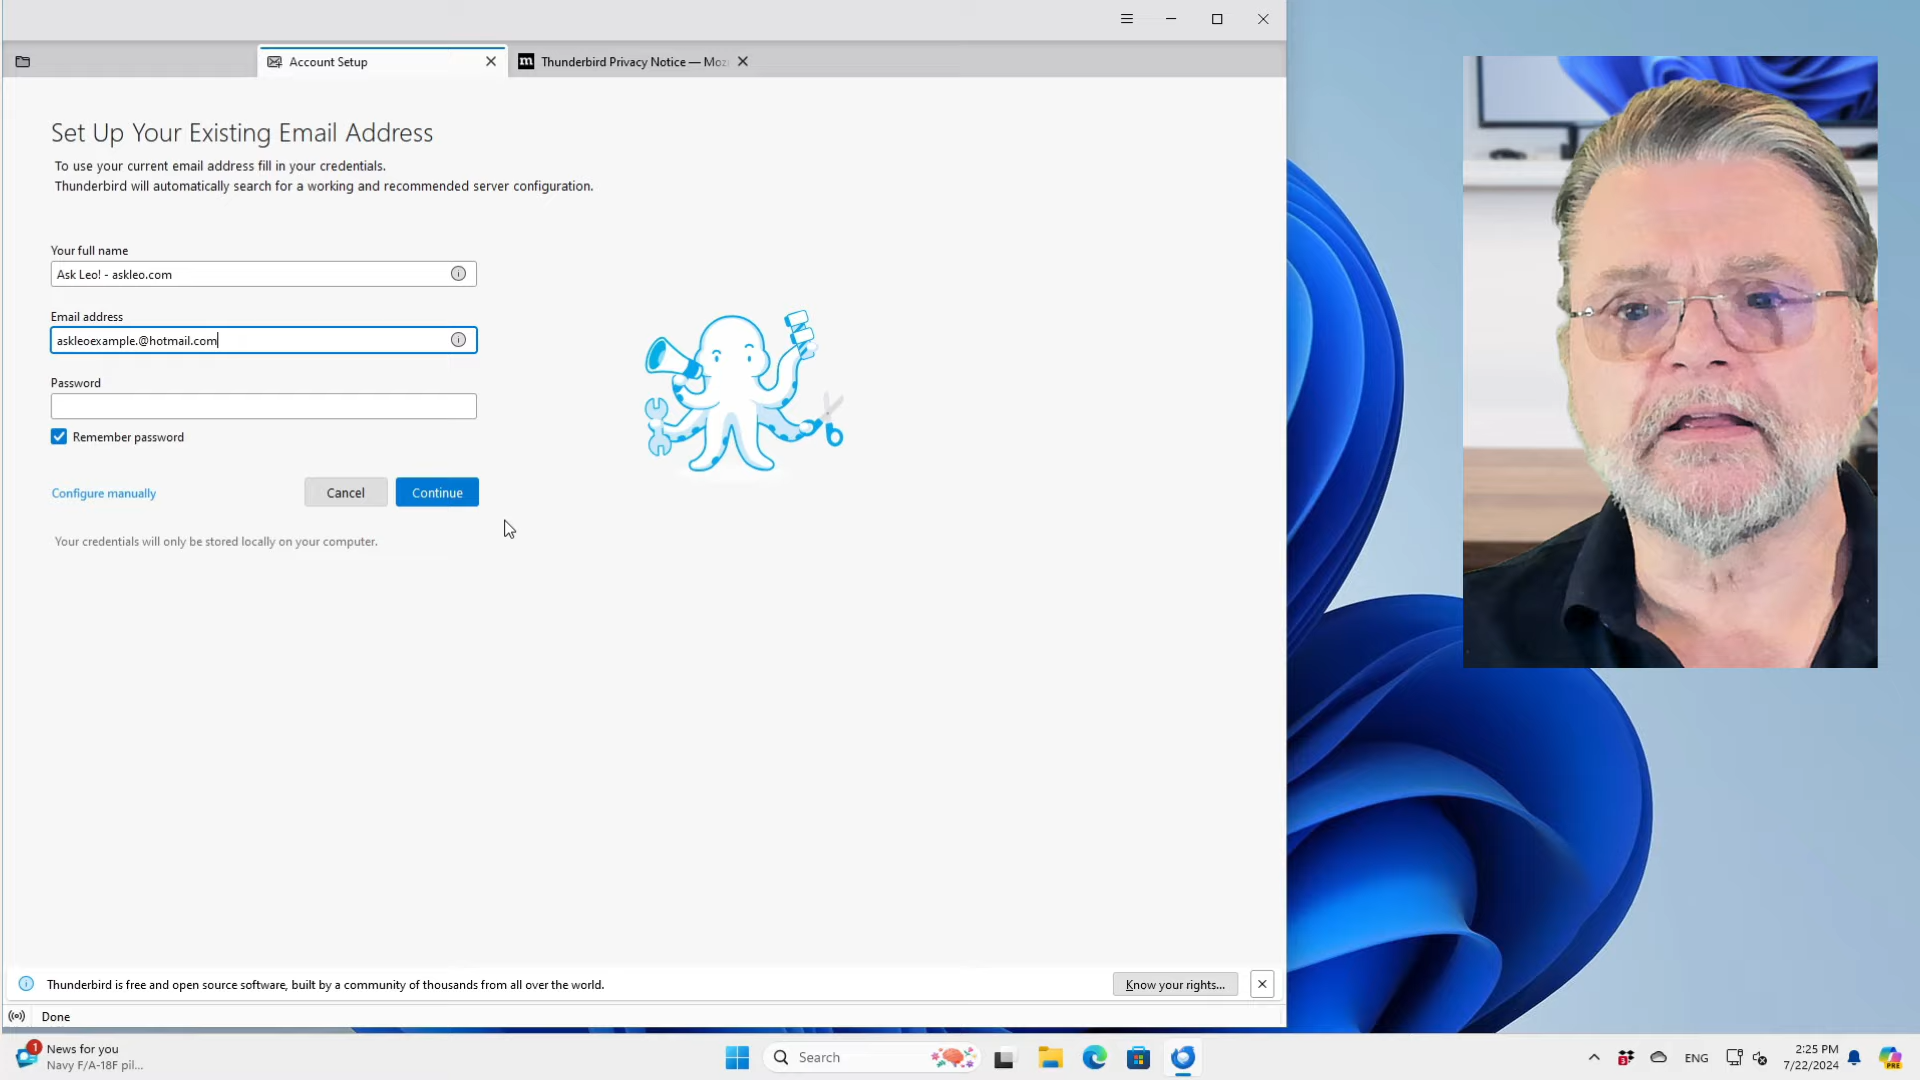 Account Setup
m Thunderbird Privacy Notice — Moz
Set Up Your Existing Email Address
To use your current email address fill in your credentials.
Thunderbird will automatically search for a working and recommended server configuration.
Your full name
Ask Leo! - askleo.com
Email address
askleoexample.@hotmail.com
Password
Remember password
Configure manually
Cancel
Continue
Your credentials will only be stored locally on your computer.
Thunderbird is free and open source software, built by a community of thousands from all over the world.
Know your rights...
Done
1
News for you
Navy F/A-18F pil...
Search
ENG
2:25 PM
7/22/2024
PRE